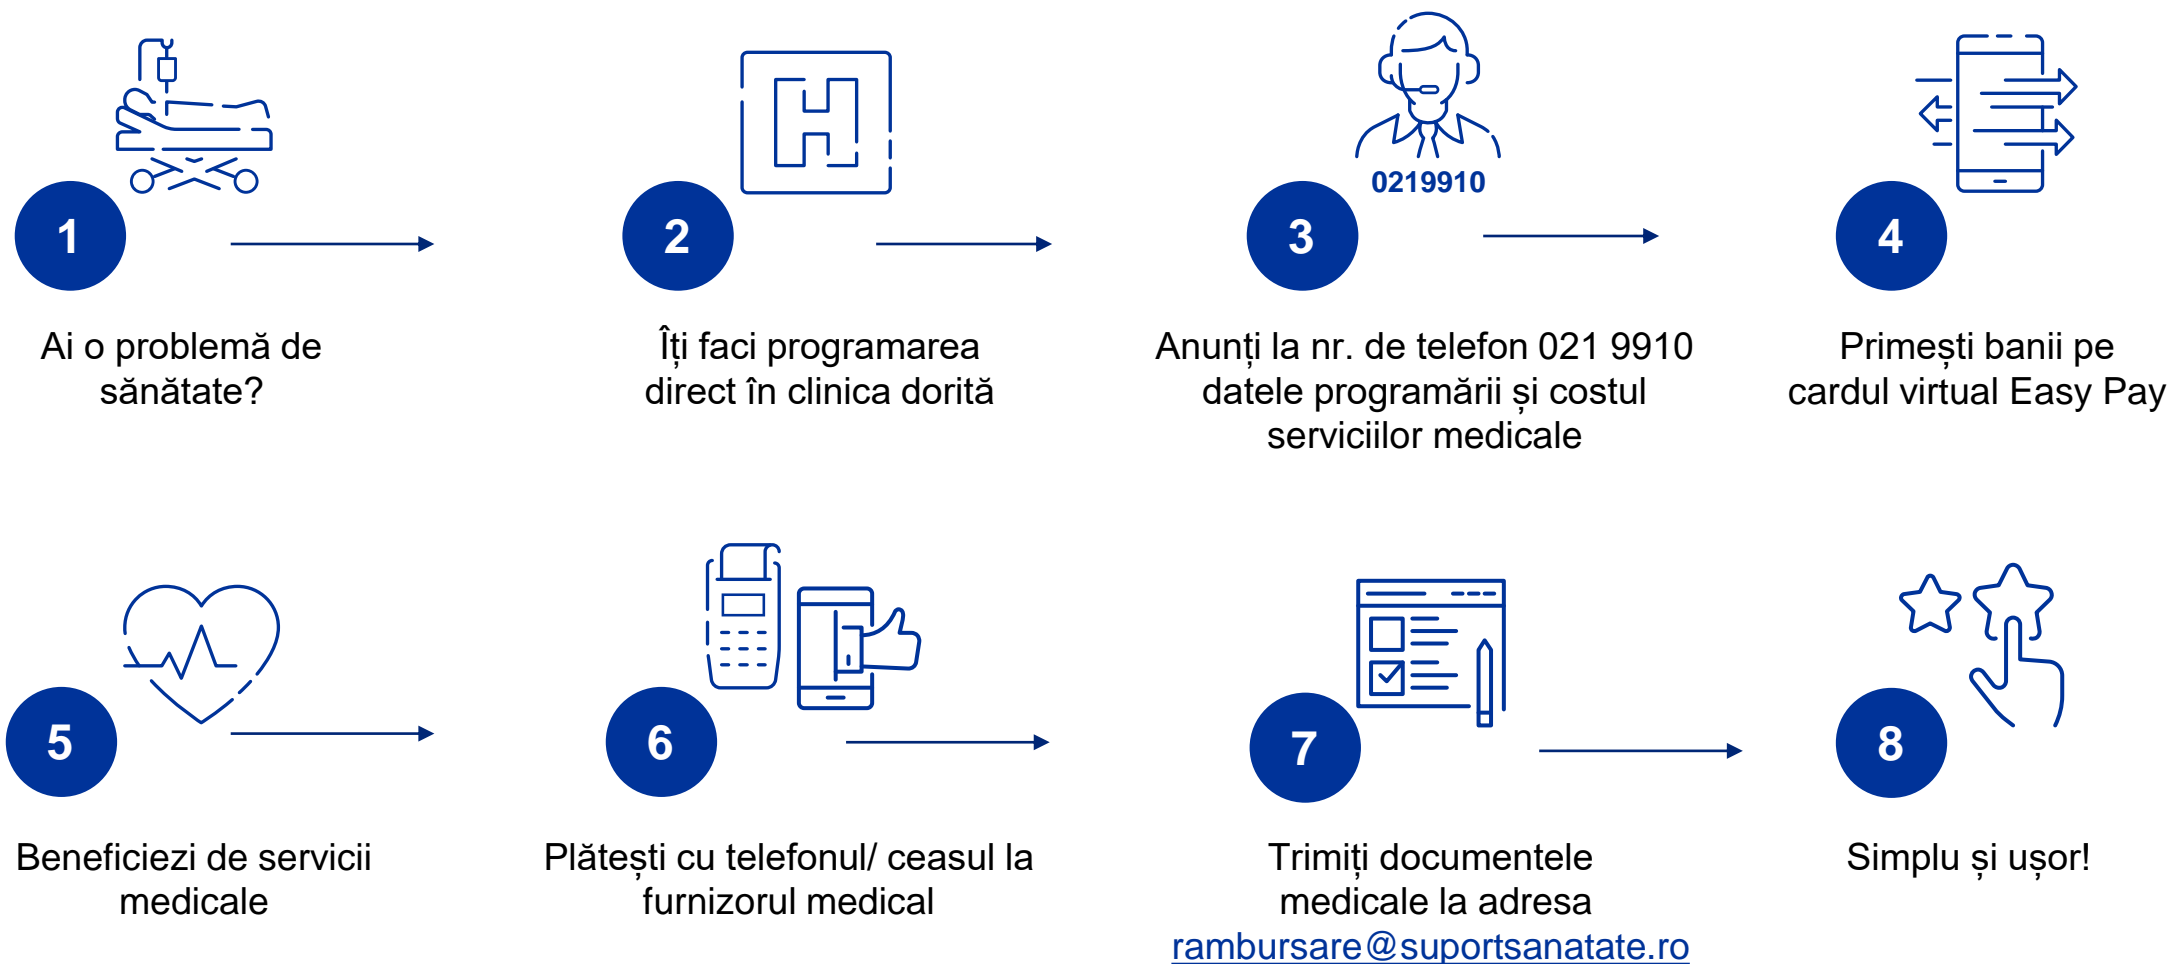 0219910
1
2
3
4
Ai o problemă de
sănătate?
Îți faci programarea
direct în clinica dorită
Anunți la nr. de telefon 021 9910
datele programării și costul
serviciilor medicale
Primești banii pe
cardul virtual Easy Pay
5
6
7
8
Beneficiezi de servicii
medicale
Plătești cu telefonul/ ceasul la
furnizorul medical
Trimiți documentele
medicale la adresa
rambursare@suportsanatate.ro
Simplu și ușor!